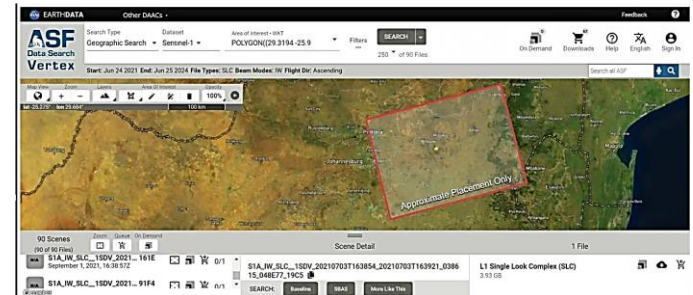 EARTHDATA Other DAACs Feedback
ASF
Data Search
Vertex
Search Type
Geographic Search
Dataset
Sentinel-1
Area of Interest • WKT
POLYGON((29.3194 -25.9
Filters
SEARCH
250 of 90 Files
On Demand
Downloads
Help
English
Sign In
Start: Jun 24 2021 End: Jun 25 2024 File Types: SLC Beam Modes: IW Flight Dir: Ascending
Search all ASF
Map View Zoom Layers Area Of Interest Opacity
100%
100 km
Johannesburg
Approximate Placement Only
90 Scenes
(90 of 90 Files)
Zoom Queue On Demand
Scene Detail
1 File
S1A_IW_SLC__1SDV_2021... 161E
September 1, 2021, 16:38:57Z
0/1
S1A_IW_SLC__1SDV_2021... 91F4
0/1
S1A_IW_SLC__1SDV_20210703T163854_20210703T163921_0386
15_048E77_19C5
SEARCH: Baseline SBAS More Like This
L1 Single Look Complex (SLC)
3.93 GB